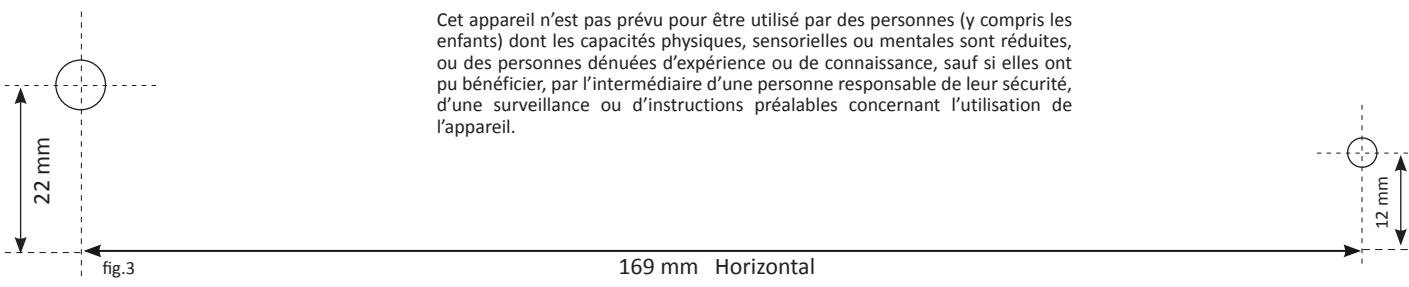 Cet appareil n’est pas prévu pour être utilisé par des personnes (y compris les
enfants) dont les capacités physiques, sensorielles ou mentales sont réduites,
ou des personnes dénuées d’expérience ou de connaissance, sauf si elles ont
pu bénéficier, par l’intermédiaire d’une personne responsable de leur sécurité,
d’une surveillance ou d’instructions préalables concernant l’utilisation de
l’appareil.
22 mm
12 mm
fig.3
169 mm Horizontal